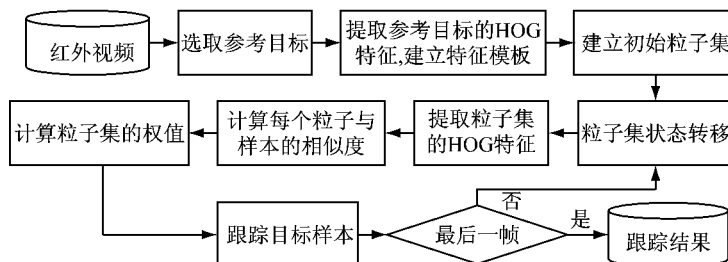 红外视频
选取参考目标
提取参考目标的HOG
特征,建立特征模板
建立初始粒子集
粒子集状态转移
提取粒子集
的HOG特征
计算每个粒子与
样本的相似度
计算粒子集的权值
跟踪目标样本
最后一帧
否
是
跟踪结果